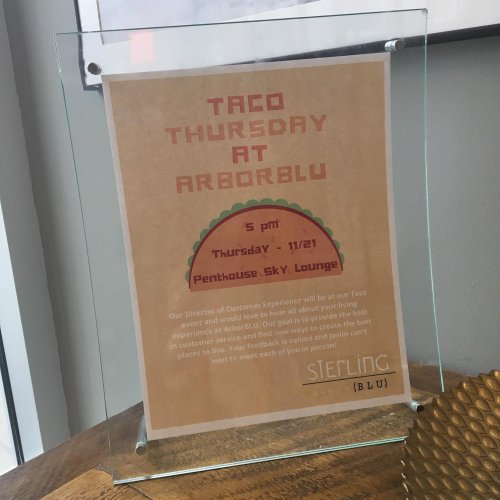 TACO
THURSDAY
AT
ARBORBLU
5 pm
Thursday - 11/21
Penthouse Sky Lounge
Our Director of Customer Experience will be at our Taco
event and would love to hear all about your living
experience at ArborBLU. Our goal is to provide the best
in customer service and find new ways to create the best
places to live. Your feedback is valued and Joslin can't
wait to meet each of you in person!
STERLING
{BLU}